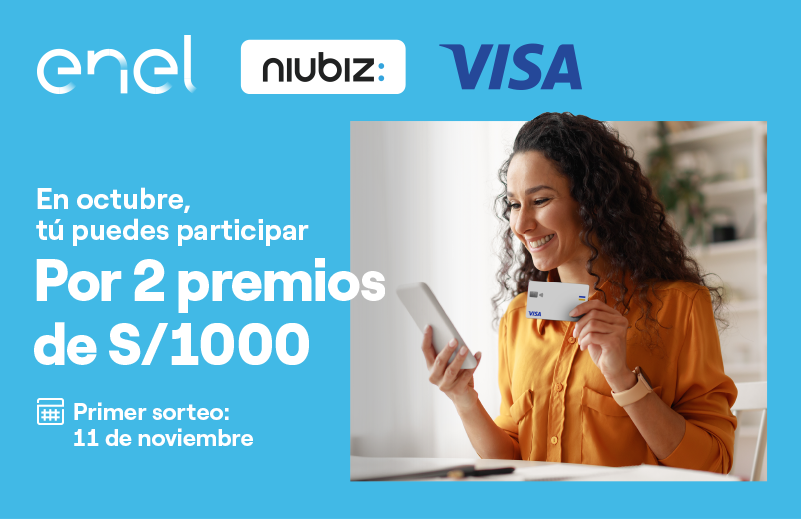 enel niubiz: VISA
En octubre,
tú puedes participar
Por 2 premios
de S/1000
Primer sorteo:
11 de noviembre
VISA